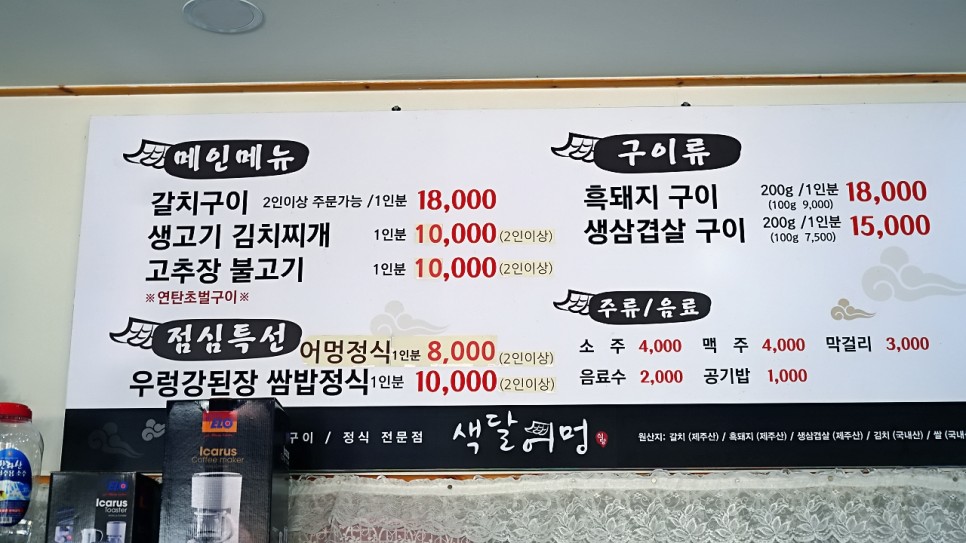 메인메뉴
갈치구이 2인이상 주문가능 /1인분 18,000
생고기 김치찌개 1인분 10,000 (2인이상)
고추장 불고기 1인분 10,000 (2인이상)
※연탄초벌구이※
점심특선
어멍정식 1인분 8,000 (2인이상)
우렁강된장 쌈밥정식 1인분 10,000 (2인이상)
구이류
흑돼지 구이 200g /1인분 18,000
(100g 9,000)
생삼겹살 구이 200g /1인분 15,000
(100g 7,500)
주류/음료
소 주 4,000 맥 주 4,000 막걸리 3,000
음료수 2,000 공기밥 1,000
구이 / 정식 전문점
색달어멍
원산지: 갈치 (제주산) / 흑돼지 (제주산) / 생삼겹살 (제주산) / 김치 (국내산) / 쌀 (국내
Icarus
Coffee maker
Icarus
Toaster